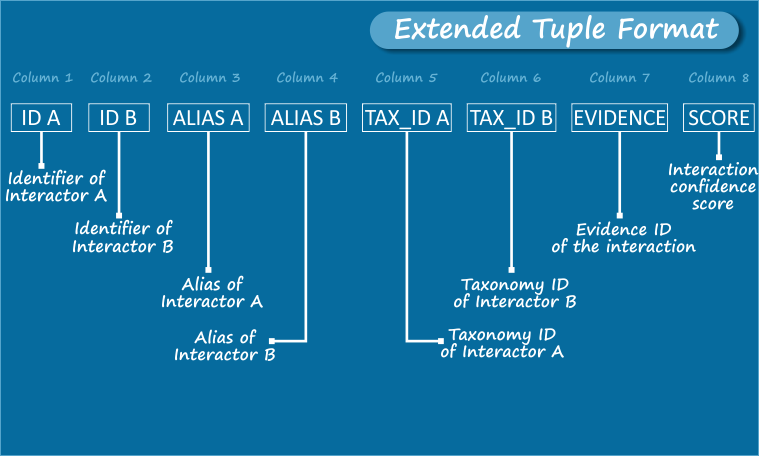 Extended Tuple Format
Column 1 Column 2 Column 3 Column 4 Column 5 Column 6 Column 7 Column 8
ID A ID B ALIAS A ALIAS B TAX_ID A TAX_ID B EVIDENCE SCORE
Identifier of
Interactor A
Identifier of
Interactor B
Alias of
Interactor A
Alias of
Interactor B
Taxonomy ID
of Interactor A
Taxonomy ID
of Interactor B
Evidence ID
of the interaction
Interaction
confidence
score